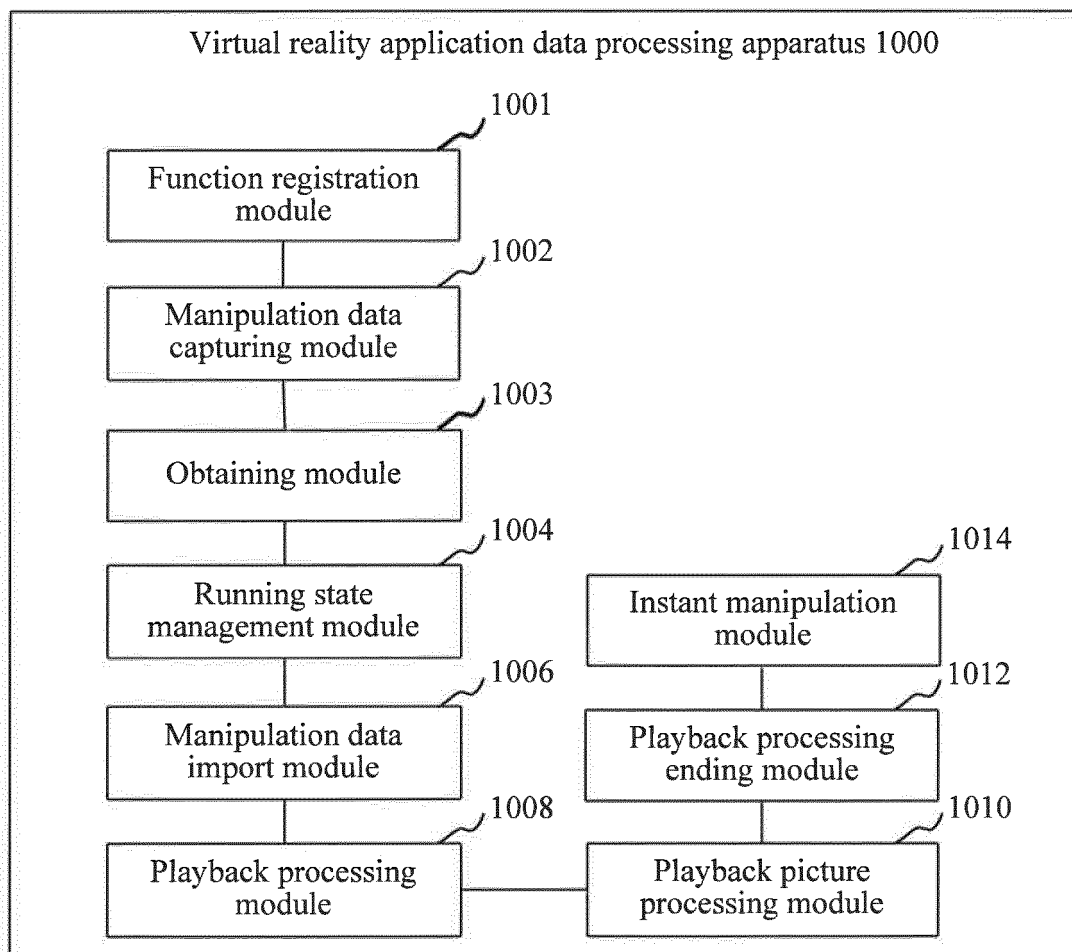 Virtual reality application data processing apparatus 1000
1001
Function registration
module
1002
Manipulation data
capturing module
1003
Obtaining module
1004
Running state
management module
1006
Manipulation data
import module
1008
Playback processing
module
1014
Instant manipulation
module
1012
Playback processing
ending module
1010
Playback picture
processing module